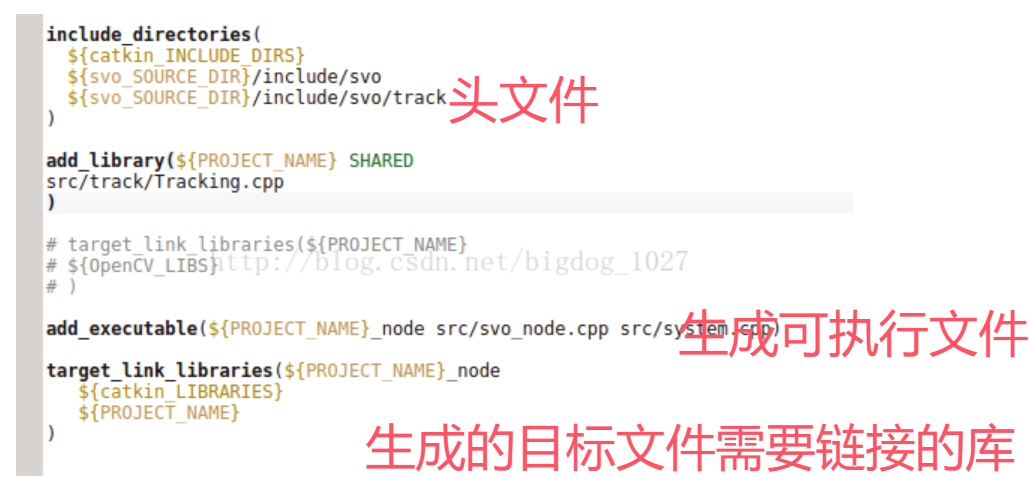 include_directories(
${catkin_INCLUDE_DIRS}
${svo_SOURCE_DIR}/include/svo
${svo_SOURCE_DIR}/include/svo/track
头文件
)
add_library(${PROJECT_NAME} SHARED
src/track/Tracking.cpp
)
# target_link_libraries(${PROJECT_NAME}
# ${OpenCV_LIBS}
http://blog.csdn.net/bigdog_1027
# )
add_executable(${PROJECT_NAME}_node src/svo_node.cpp src/system.cpp)
生成可执行文件
target_link_libraries(${PROJECT_NAME}_node
${catkin_LIBRARIES}
${PROJECT_NAME}
)
生成的目标文件需要链接的库